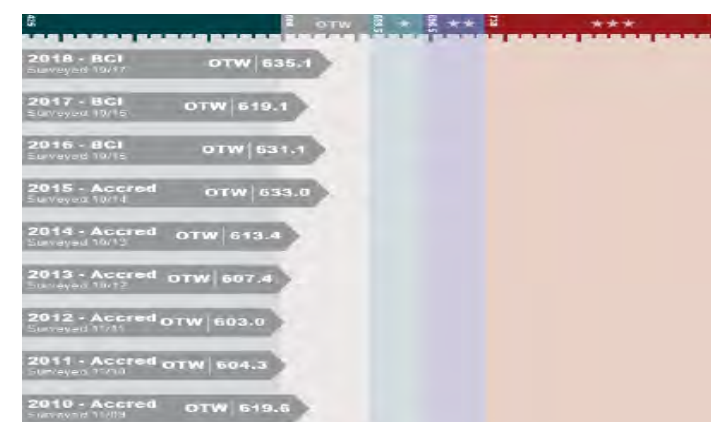 OTW ★ ★★ ★★★
2018 - BCI
Surveyed 10/17
OTW 635.1
2017 - BCI
Surveyed 10/16
OTW 619.1
2016 - BCI
Surveyed 10/15
OTW 631.1
2015 - Accred
Surveyed 10/14
OTW 633.0
2014 - Accred
Surveyed 10/13
OTW 613.4
2013 - Accred
Surveyed 10/12
OTW 607.4
2012 - Accred
Surveyed 11/11
OTW 603.0
2011 - Accred
Surveyed 11/10
OTW 604.3
2010 - Accred
Surveyed 11/09
OTW 619.6